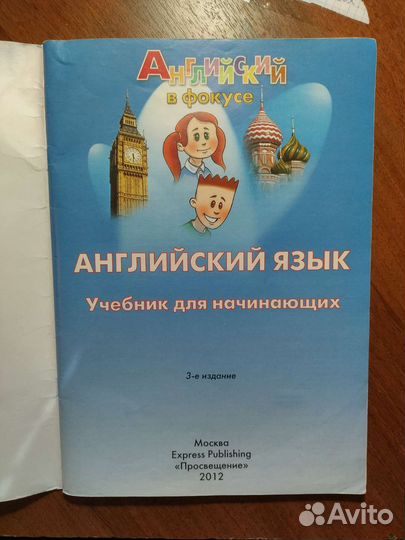 Английский
в фокусе
АНГЛИЙСКИЙ ЯЗЫК
Учебник для начинающих
3-е издание
Москва
Express Publishing
«Просвещение»
2012
Avito